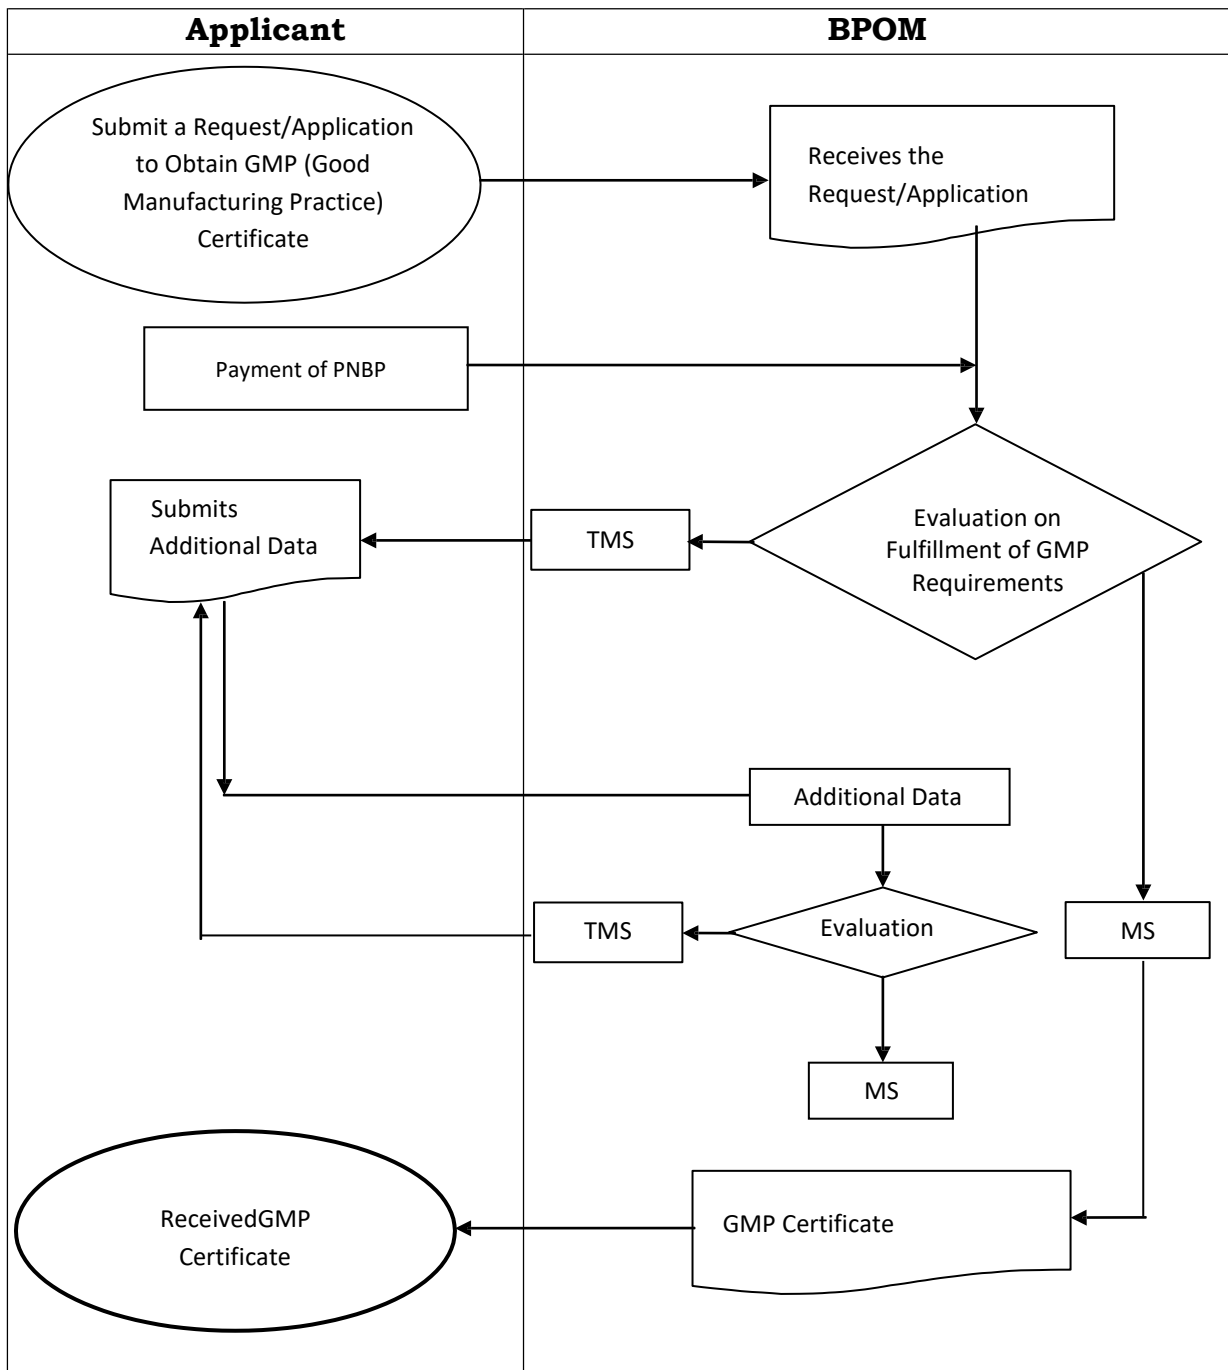 Applicant
BPOM
Submit a Request/Application
to Obtain GMP (Good
Manufacturing Practice)
Certificate
Receives the
Request/Application
Payment of PNBP
Submits
Additional Data
TMS
Evaluation on
Fulfillment of GMP
Requirements
Additional Data
TMS
Evaluation
MS
MS
ReceivedGMP
Certificate
GMP Certificate